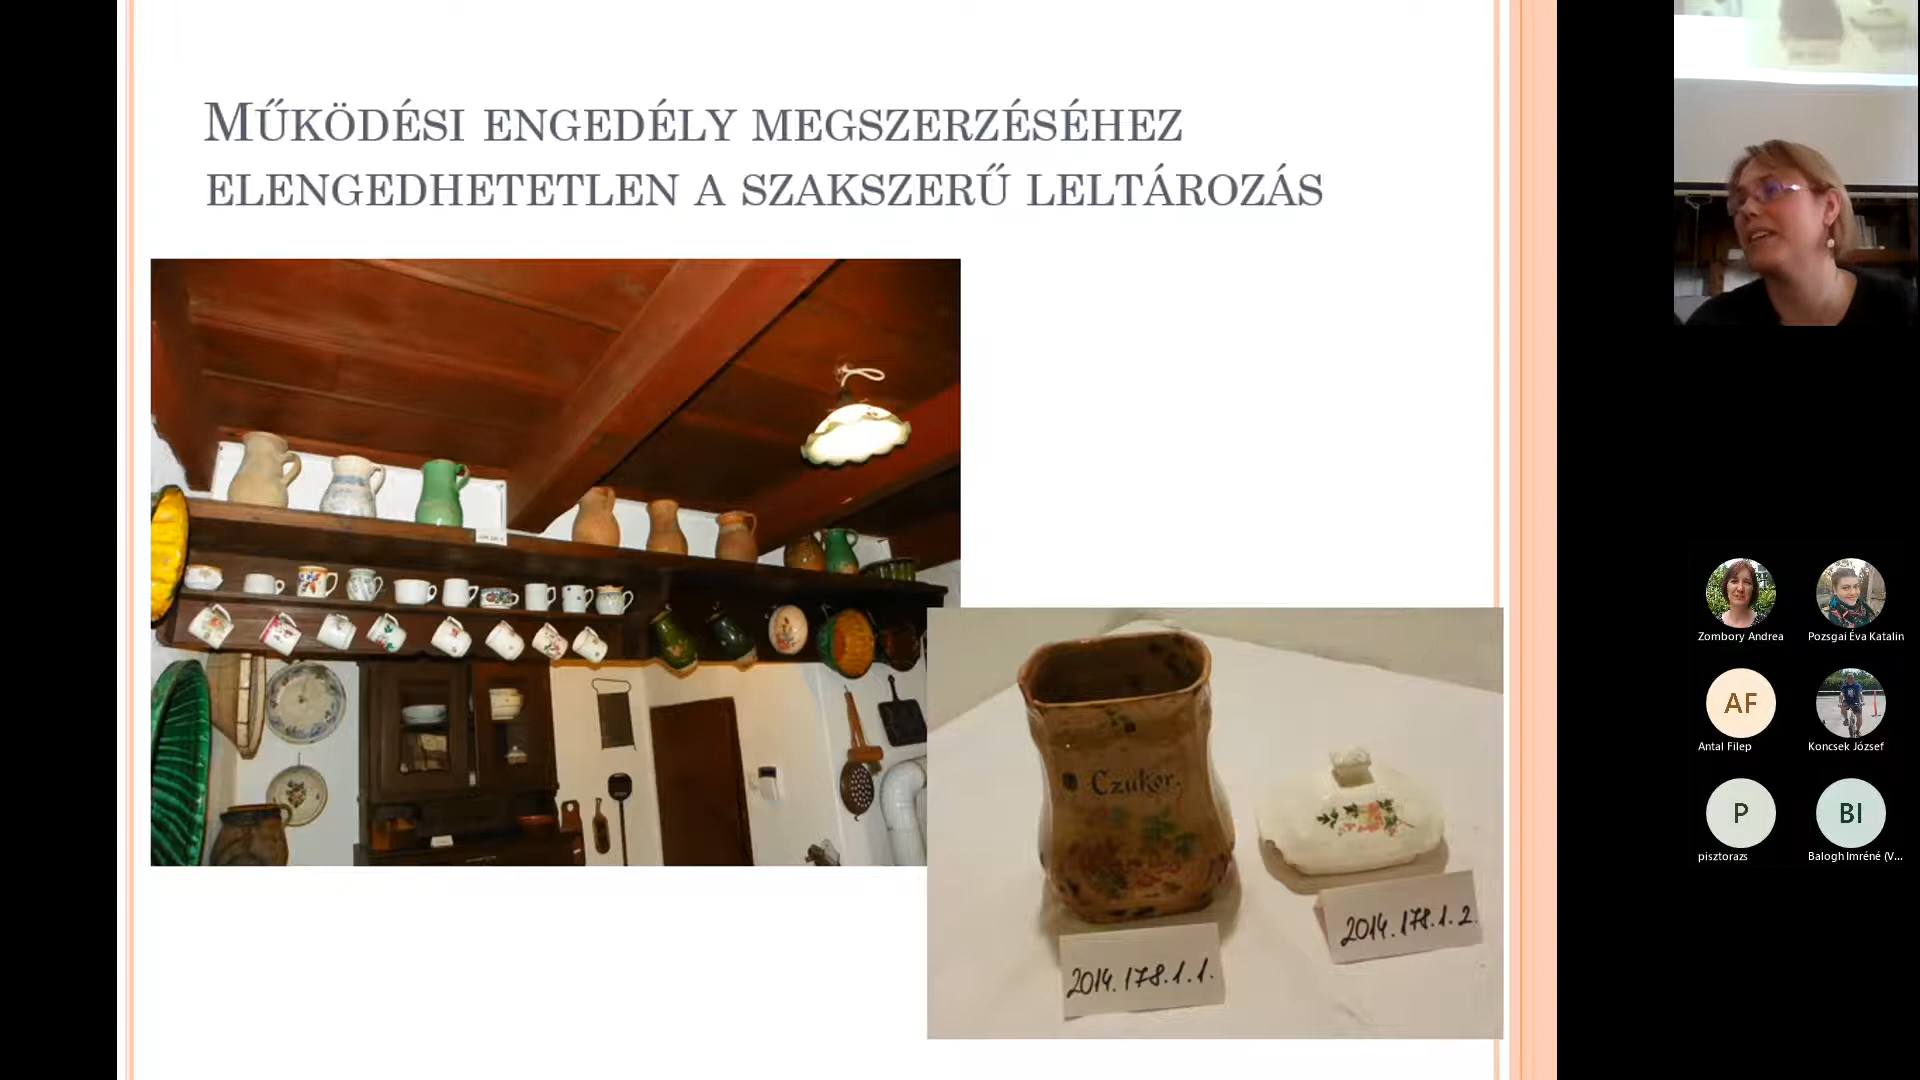 MŰKÖDÉSI ENGEDÉLY MEGSZERZÉSÉHEZ
ELENGEDHETETLEN A SZAKSZERŰ LELTÁROZÁS
Czukor.
2014.178.1.1.
2014.178.1.2.
Zombory Andrea
Pozsgai Éva Katalin
AF
Antal Filep
Koncsek József
P
pisztorazs
BI
Balogh Imréné (V...